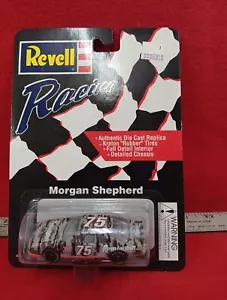 Revell
Racing
• Authentic Die Cast Replica
• Kraton "Rubber" Tires
• Full Detail Interior
• Detailed Chassis
Morgan Shepherd
75
75
WARNING